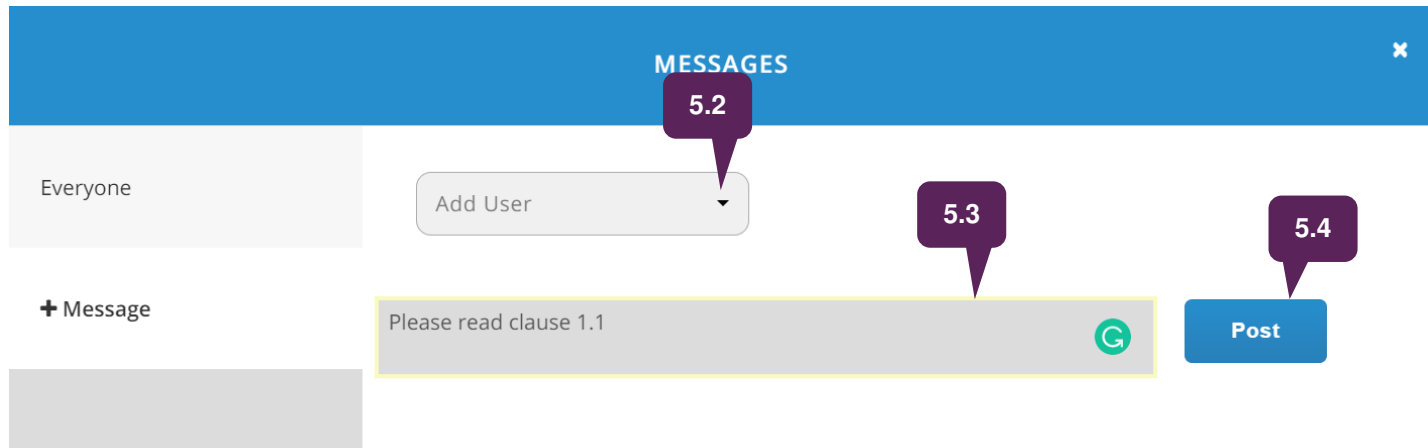 MESSAGES
5.2
Everyone
Add User
5.3
5.4
+ Message
Please read clause 1.1
Post